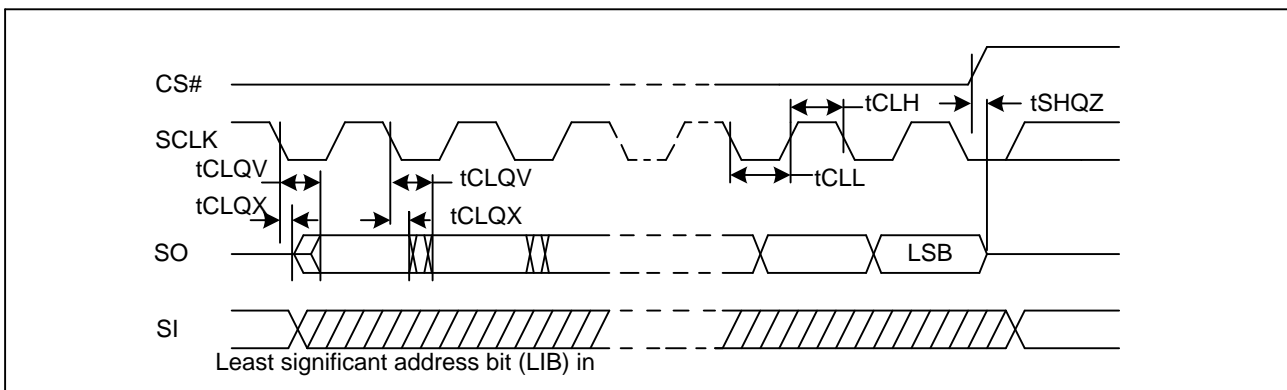 CS#
tCLH
tSHQZ
SCLK
tCLQV
tCLQV
tCLL
tCLQX
tCLQX
SO
LSB
SI
Least significant address bit (LIB) in